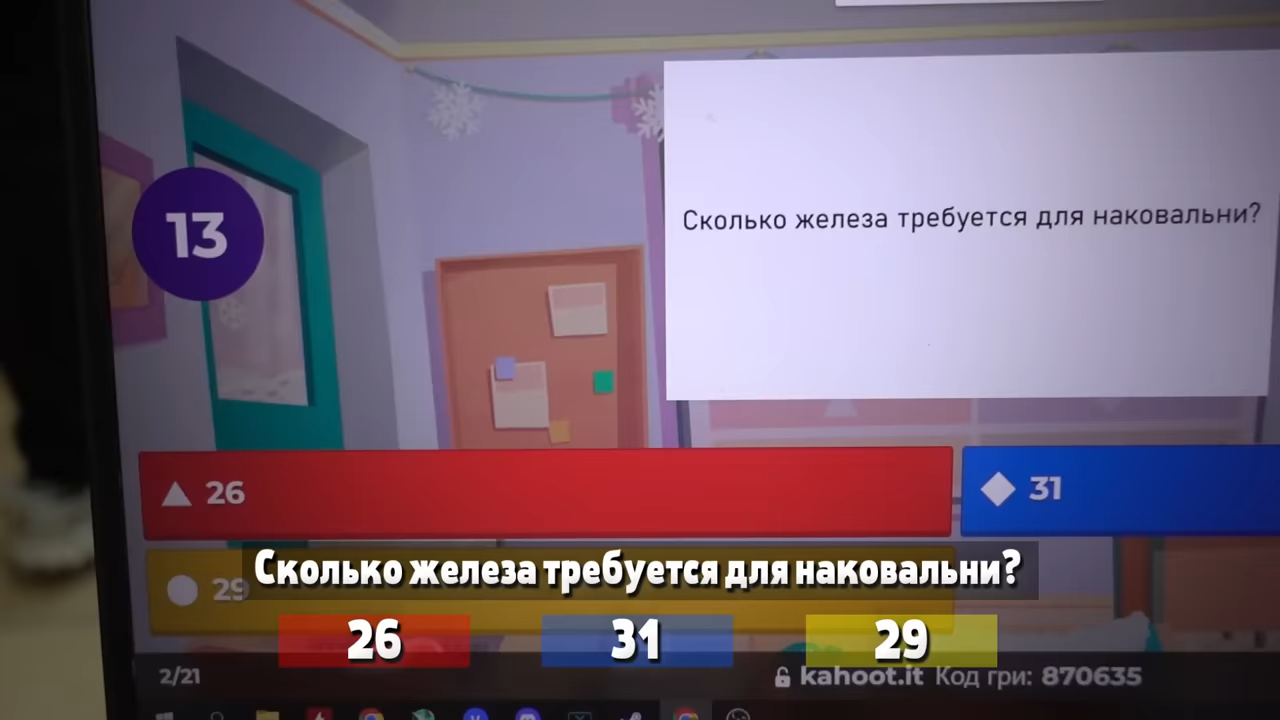 13
Сколько железа требуется для наковальни?
26
31
29
Сколько железа требуется для наковальни?
26
31
29
2/21
kahoot.it Код гри: 870635